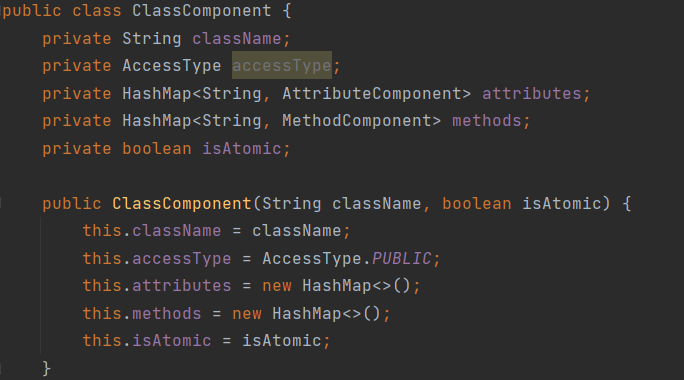 public class ClassComponent {
    private String className;
    private AccessType accessType;
    private HashMap<String, AttributeComponent> attributes;
    private HashMap<String, MethodComponent> methods;
    private boolean isAtomic;

    public ClassComponent(String className, boolean isAtomic) {
        this.className = className;
        this.accessType = AccessType.PUBLIC;
        this.attributes = new HashMap<>();
        this.methods = new HashMap<>();
        this.isAtomic = isAtomic;
    }